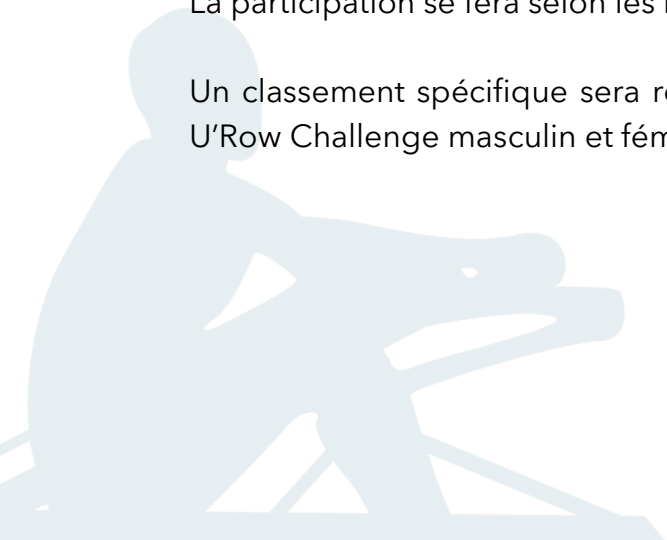 La participation se fera selon les
Un classement spécifique sera
U'Row Challenge masculin et